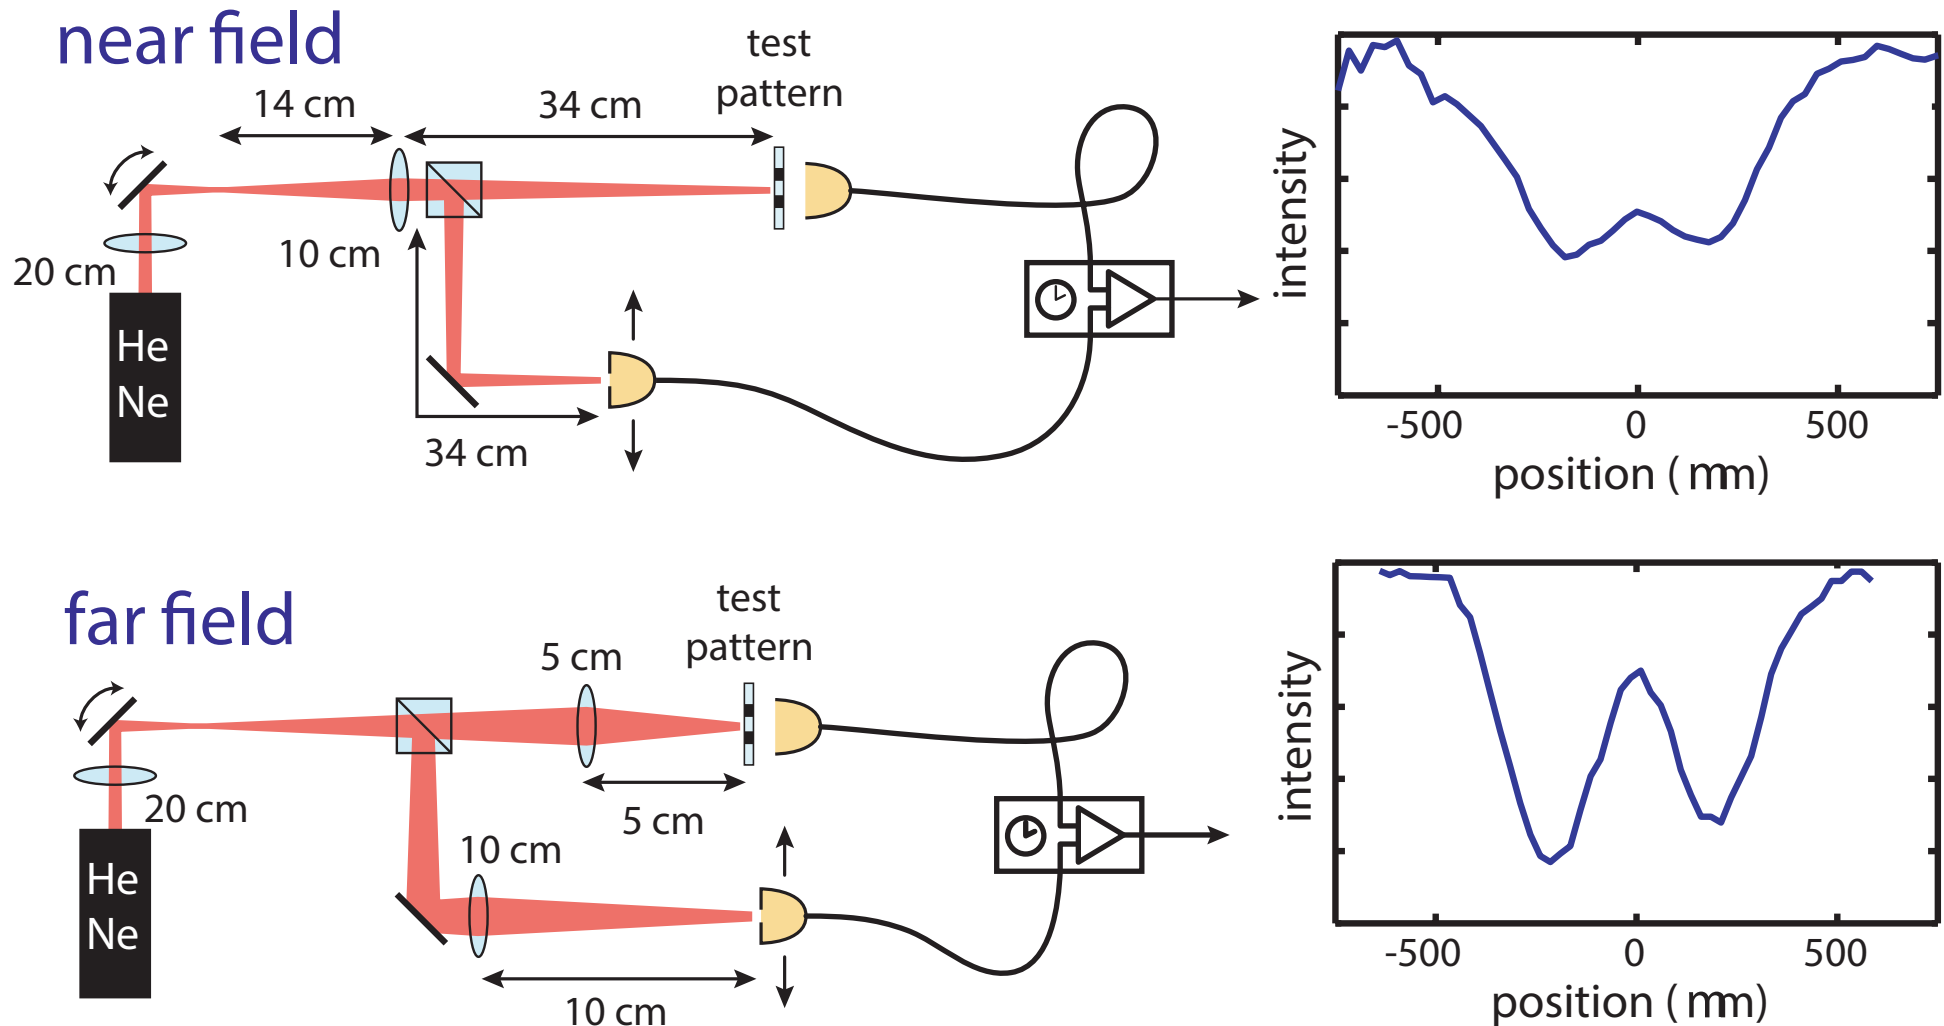 near field
14 cm
34 cm
test
pattern
20 cm
10 cm
He
Ne
34 cm
intensity
-500
0
500
position ( mm)
far field
5 cm
test
pattern
20 cm
5 cm
10 cm
He
Ne
10 cm
intensity
-500
0
500
position ( mm)